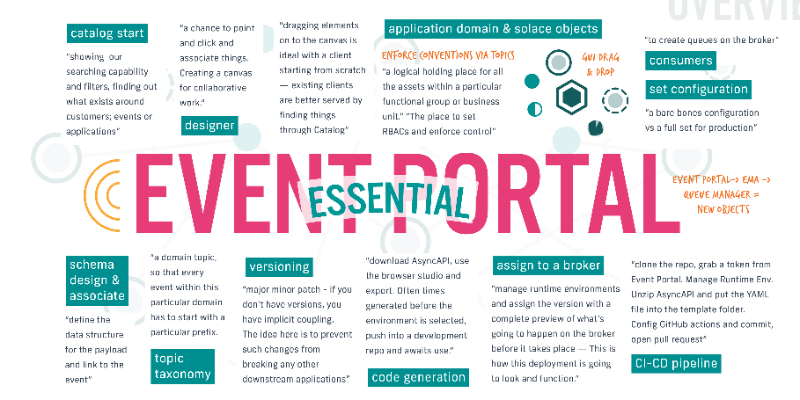 OVERVIE
catalog start
"showing our
searching capability
and filters, finding out
what exists around
customers; events or
applications"
"a chance to point
and click and
associate things.
Creating a canvas
for collaborative
work."
designer
"dragging elements
on to the canvas is
ideal with a client
starting from scratch
— existing clients
are better served by
finding things
through Catalog"
application domain & solace objects
ENFORCE CONVENTIONS VIA TOPICS
"a logical holding place for all
the assets within a particular
functional group or business
unit." "The place to set
RBACs and enforce control"
GUI DRAG
& DROP
"to create queues on the broker"
consumers
set configuration
"a bare bones configuration
vs a full set for production"
EVENT PORTAL
ESSENTIAL
EVENT PORTAL-> EMA ->
QUEUE MANAGER =
NEW OBJECTS
schema
design &
associate
"define the
data structure
for the payload
and link to the
event"
"a domain topic,
so that every
event within this
particular domain
has to start with a
particular prefix.
topic
taxonomy
versioning
"major minor patch - if you
don't have versions, you
have implicit coupling.
The idea here is to prevent
such changes from
breaking any other
downstream applications"
"download AsyncAPI, use
the browser studio and
export. Often times
generated before the
environment is selected,
push into a development
repo and awaits use."
code generation
assign to a broker
"manage runtime environments
and assign the version with a
complete preview of what's
going to happen on the broker
before it takes place — This is
how this deployment is going
to look and function."
"clone the repo, grab a token from
Event Portal. Manage Runtime Env.
Unzip AsyncAPI and put the YAML
file into the template folder.
Config GitHub actions and commit,
open pull request"
CI-CD pipeline